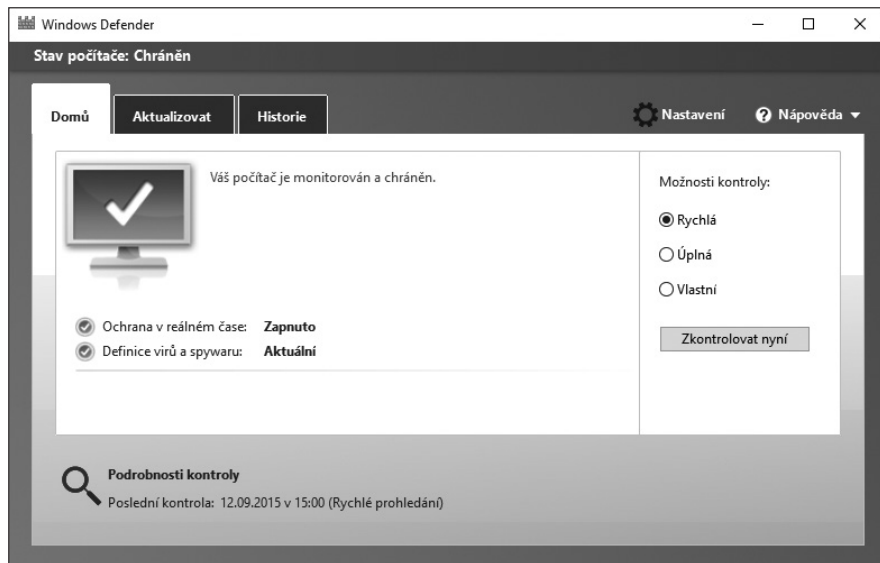 Windows Defender
Stav počítače: Chráněn
Domů
Aktualizovat
Historie
Nastavení
? Nápověda
Váš počítač je monitorován a chráněn.
Ochrana v reálném čase: Zapnuto
Definice virů a spywaru: Aktuální
Možnosti kontroly:
Rychlá
Úplná
Vlastní
Zkontrolovat nyní
Podrobnosti kontroly
Poslední kontrola: 12.09.2015 v 15:00 (Rychlé prohledání)